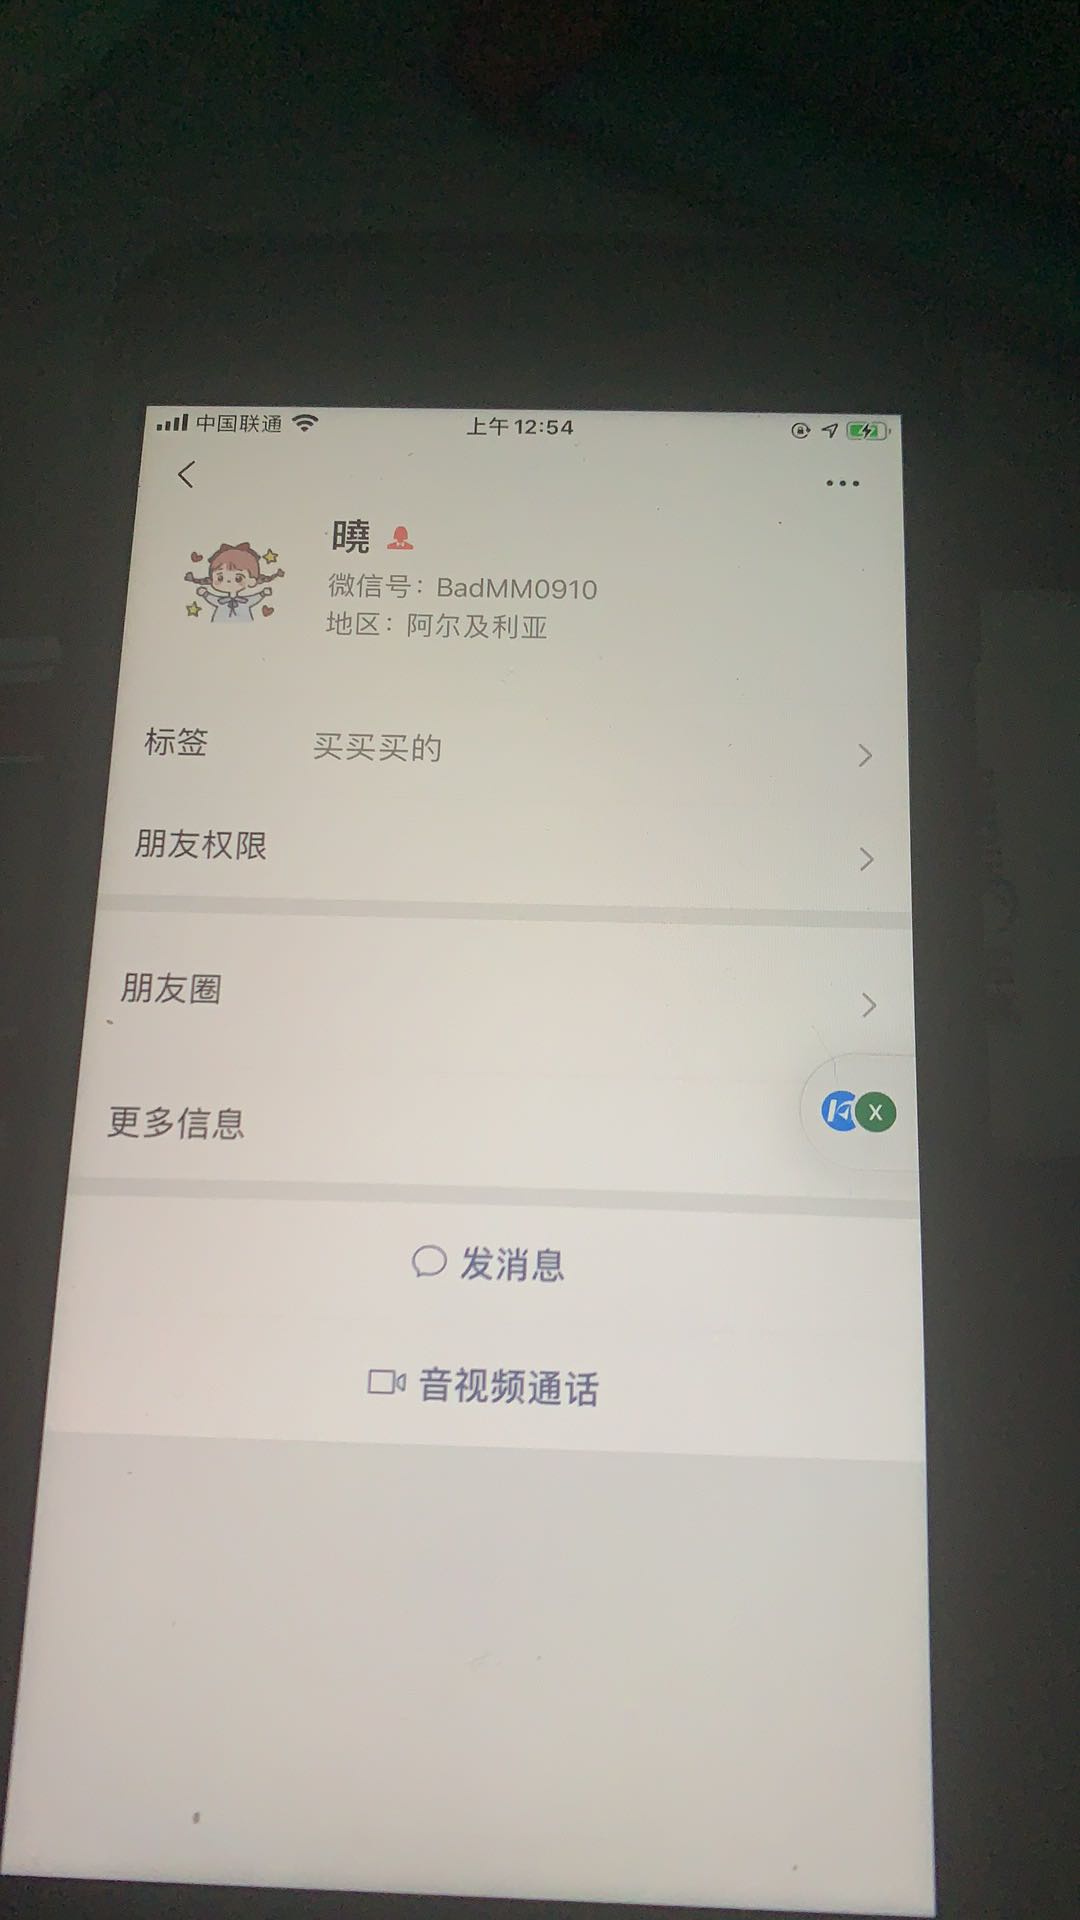 中国联通 上午12:54
曉
微信号：BadMM0910
地区：阿尔及利亚
标签 买买买的
朋友权限
朋友圈
更多信息
X
发消息
音视频通话